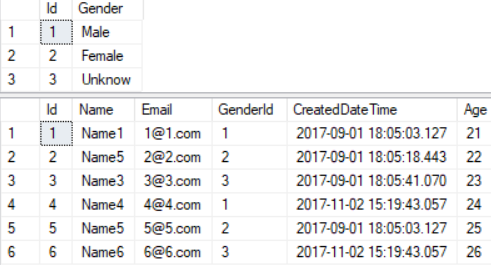 Id Gender
1 1 Male
2 2 Female
3 3 Unknow
Id Name Email GenderId CreatedDateTime Age
1 1 Name1 1@1.com 1 2017-09-01 18:05:03.127 21
2 2 Name5 2@2.com 2 2017-09-01 18:05:18.443 22
3 3 Name3 3@3.com 3 2017-09-01 18:05:41.070 23
4 4 Name4 4@4.com 1 2017-11-02 15:19:43.057 24
5 5 Name5 5@5.com 2 2017-09-01 18:05:03.127 25
6 6 Name6 6@6.com 3 2017-11-02 15:19:43.057 26